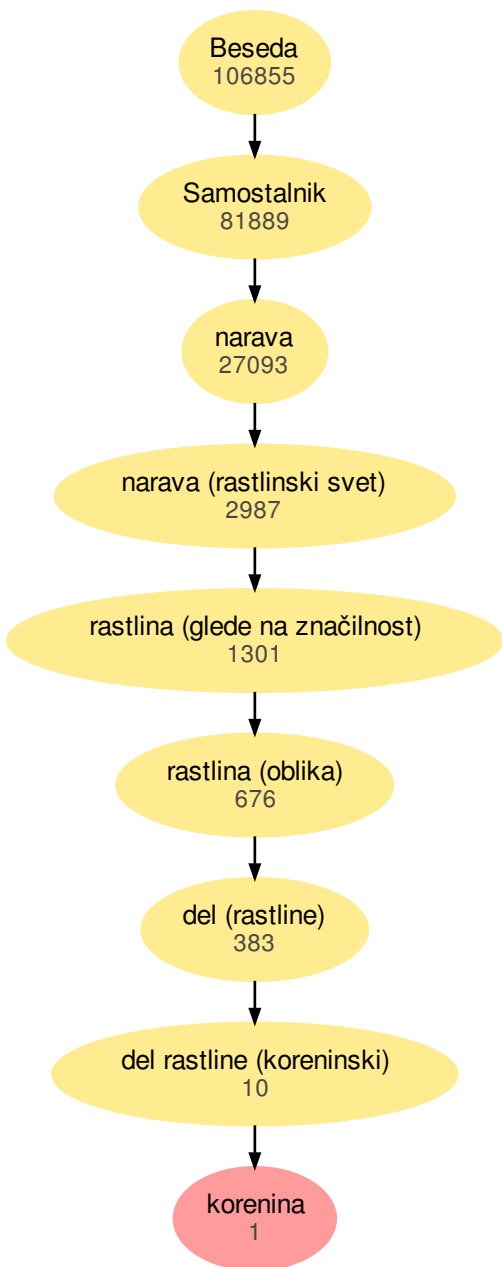 Beseda
106855
Samostalnik
81889
narava
27093
narava (rastlinski svet)
2987
rastlina (glede na značilnost)
1301
rastlina (oblika)
676
del (rastline)
383
del rastline (koreninski)
10
korenina
1